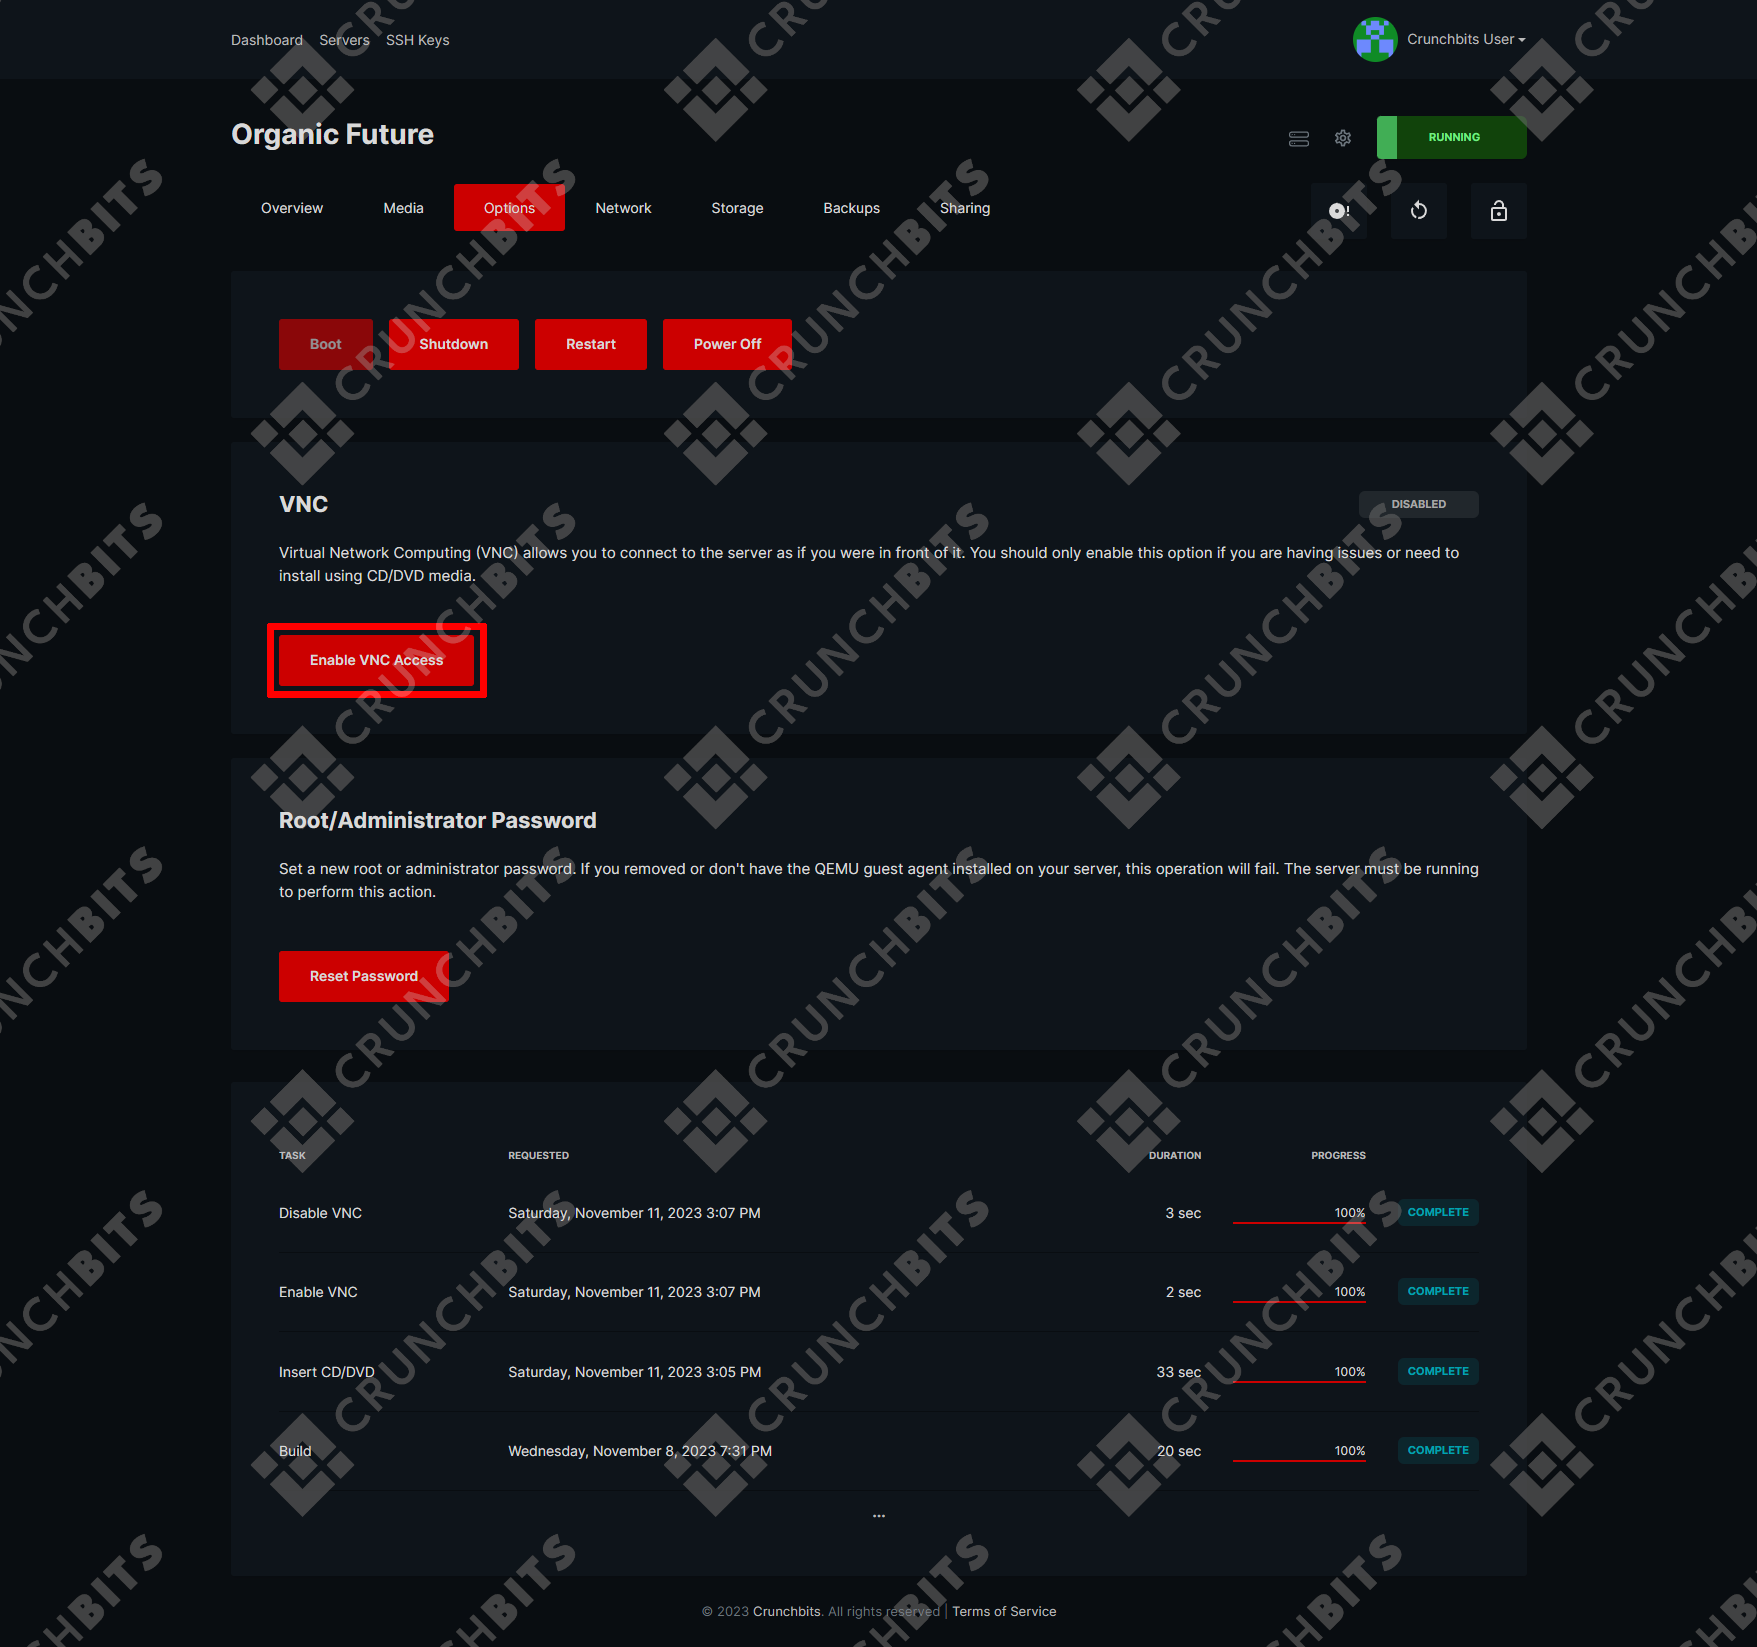 Dashboard Servers SSH Keys
Crunchbits User
Organic Future
RUNNING
Overview Media Options Network Storage Backups Sharing
Boot Shutdown Restart Power Off
VNC
DISABLED
Virtual Network Computing (VNC) allows you to connect to the server as if you were in front of it. You should only enable this option if you are having issues or need to
install using CD/DVD media.
Enable VNC Access
Root/Administrator Password
Set a new root or administrator password. If you removed or don't have the QEMU guest agent installed on your server, this operation will fail. The server must be running
to perform this action.
Reset Password
TASK REQUESTED DURATION PROGRESS
Disable VNC Saturday, November 11, 2023 3:07 PM 3 sec 100% COMPLETE
Enable VNC Saturday, November 11, 2023 3:07 PM 2 sec 100% COMPLETE
Insert CD/DVD Saturday, November 11, 2023 3:05 PM 33 sec 100% COMPLETE
Build Wednesday, November 8, 2023 7:31 PM 20 sec 100% COMPLETE
...
© 2023 Crunchbits. All rights reserved | Terms of Service
CRUNCHBITS